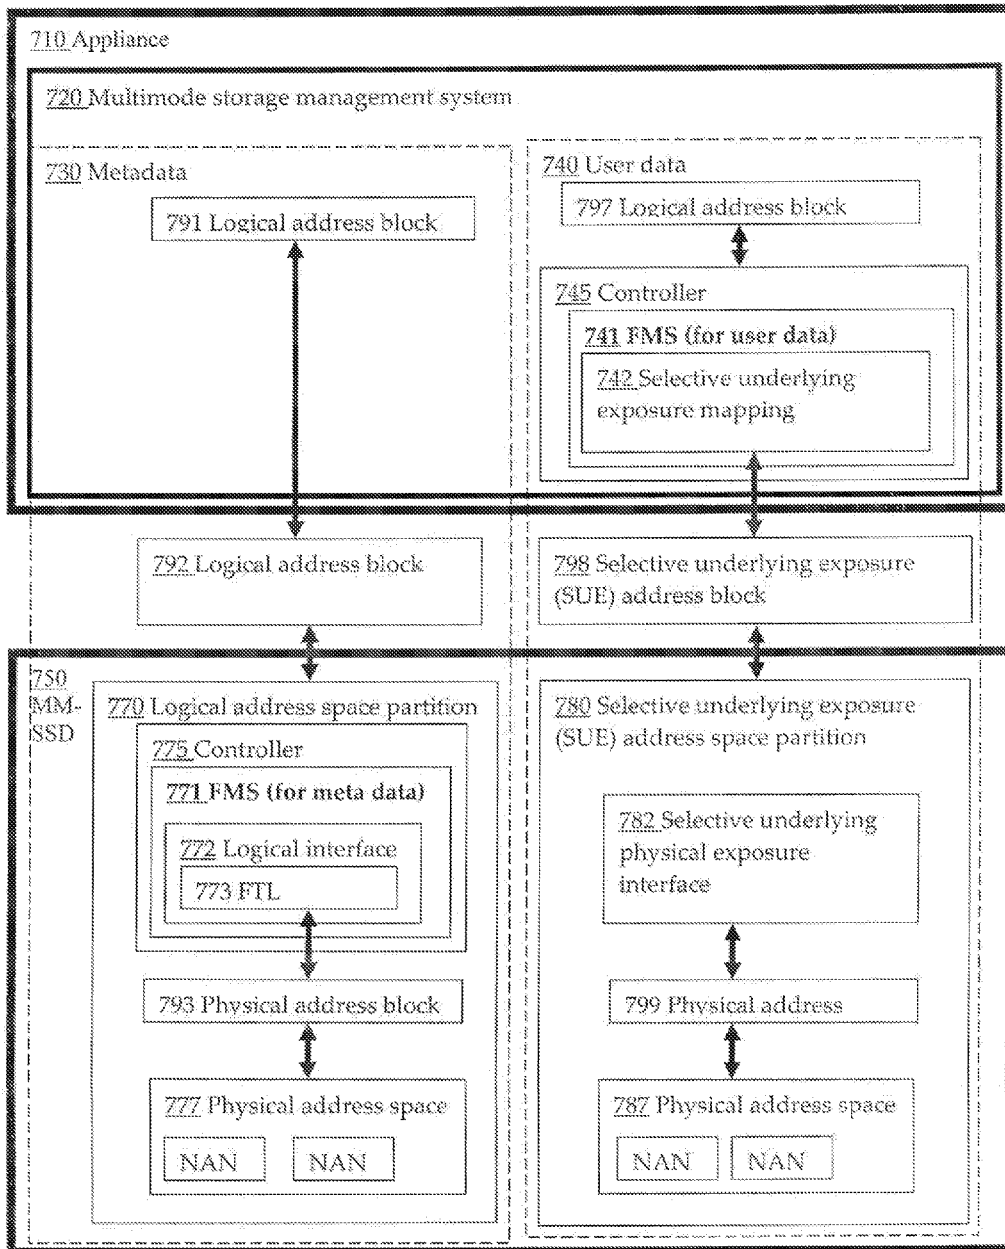 710 Appliance
720 Multimode storage management system
730 Metadata
791 Logical address block
740 User data
797 Logical address block
745 Controller
741 FMS (for user data)
742 Selective underlying
exposure mapping
792 Logical address block
798 Selective underlying exposure
(SUE) address block
750
MM-
SSD
770 Logical address space partition
775 Controller
771 FMS (for meta data)
772 Logical interface
773 FTL
793 Physical address block
777 Physical address space
NAN NAN
780 Selective underlying exposure
(SUE) address space partition
782 Selective underlying
physical exposure
interface
799 Physical address
787 Physical address space
NAN NAN